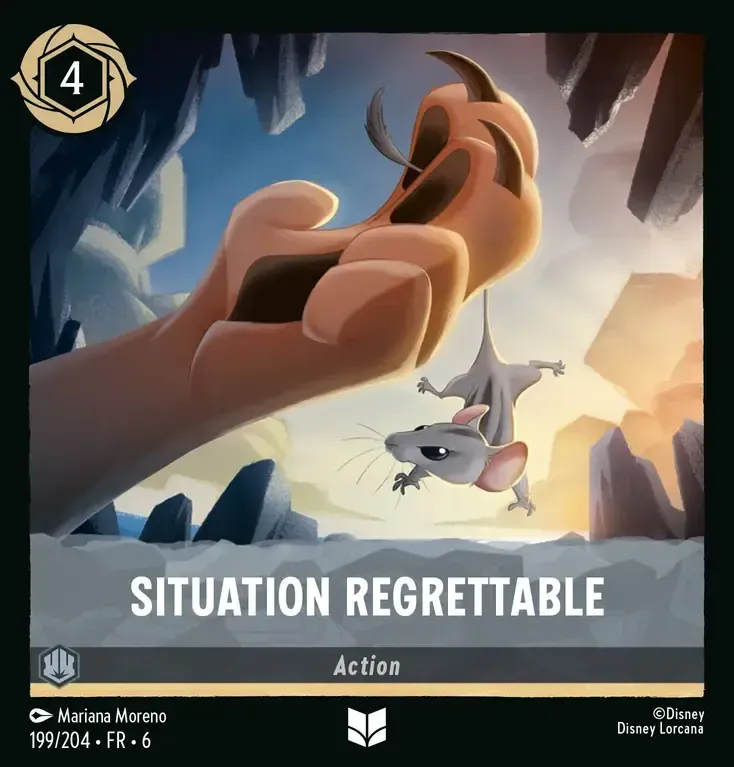 4
SITUATION REGRETTABLE
Action
Mariana Moreno
©Disney
199/204 • FR • 6
Disney Lorcana